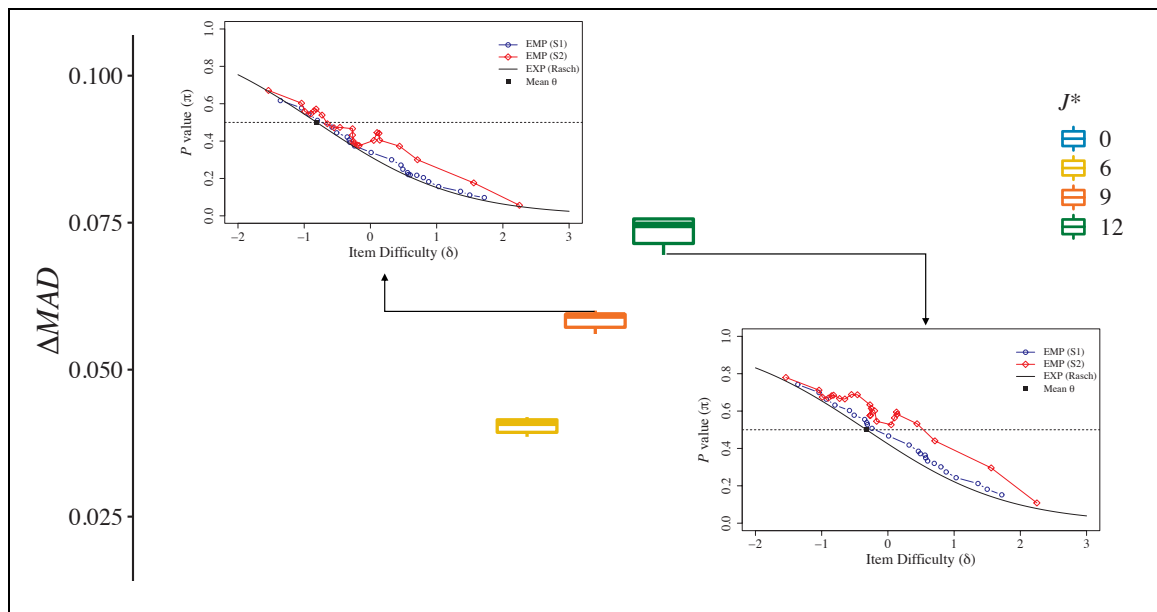 ΔMAD
0.100
0.075
0.050
0.025
1.0
0.8
0.6
0.4
0.2
0.0
P value (π)
EMP (S1)
EMP (S2)
EXP (Rasch)
Mean θ
−2 −1 0 1 2 3
Item Difficulty (δ)
J*
0
6
9
12
1.0
0.8
0.6
0.4
0.2
0.0
P value (π)
EMP (S1)
EMP (S2)
EXP (Rasch)
Mean θ
−2 −1 0 1 2 3
Item Difficulty (δ)